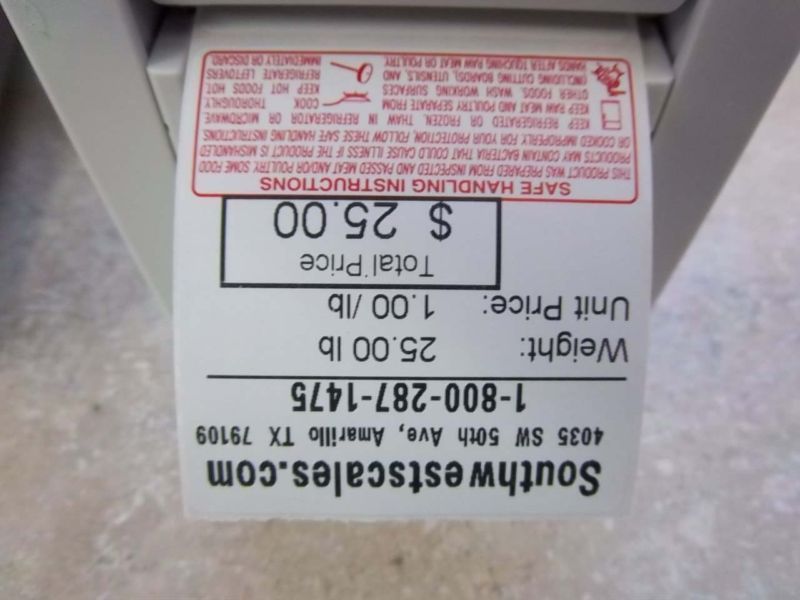 Southwestscales.com
4035 SW 50th Ave, Amarillo TX 79109
1-800-287-1475
Weight: 25.00 lb
Unit Price: 1.00 /lb
Total Price
$ 25.00
SAFE HANDLING INSTRUCTIONS
THIS PRODUCT WAS PREPARED FROM INSPECTED AND PASSED MEAT AND/OR POULTRY. SOME FOOD
PRODUCTS MAY CONTAIN BACTERIA THAT COULD CAUSE ILLNESS IF THE PRODUCT IS MISHANDLED
OR COOKED IMPROPERLY. FOR YOUR PROTECTION, FOLLOW THESE SAFE HANDLING INSTRUCTIONS
KEEP REFRIGERATED OR FROZEN. THAW IN REFRIGERATOR OR MICROWAVE
KEEP RAW MEAT AND POULTRY SEPARATE FROM
OTHER FOODS. WASH WORKING SURFACES
(INCLUDING CUTTING BOARDS), UTENSILS, AND
HANDS AFTER TOUCHING RAW MEAT OR POULTRY.
COOK THOROUGHLY
KEEP HOT FOODS HOT.
REFRIGERATE LEFTOVERS
IMMEDIATELY OR DISCARD